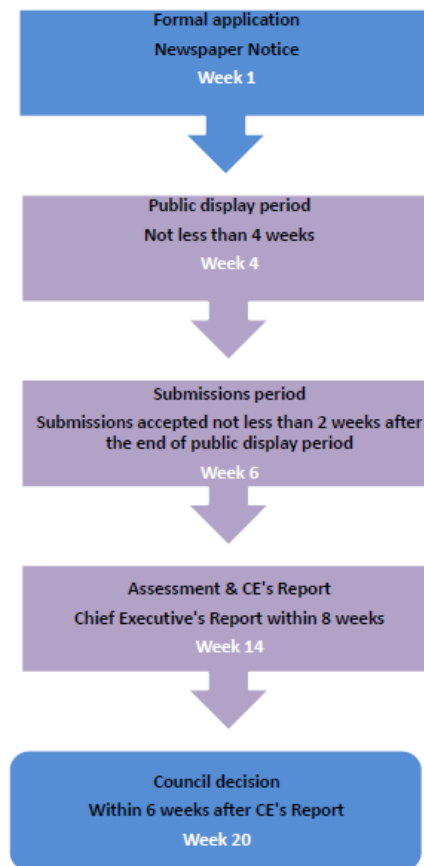 Formal application
Newspaper Notice
Week 1
Public display period
Not less than 4 weeks
Week 4
Submissions period
Submissions accepted not less than 2 weeks after
the end of public display period
Week 6
Assessment & CE's Report
Chief Executive's Report within 8 weeks
Week 14
Council decision
Within 6 weeks after CE's Report
Week 20